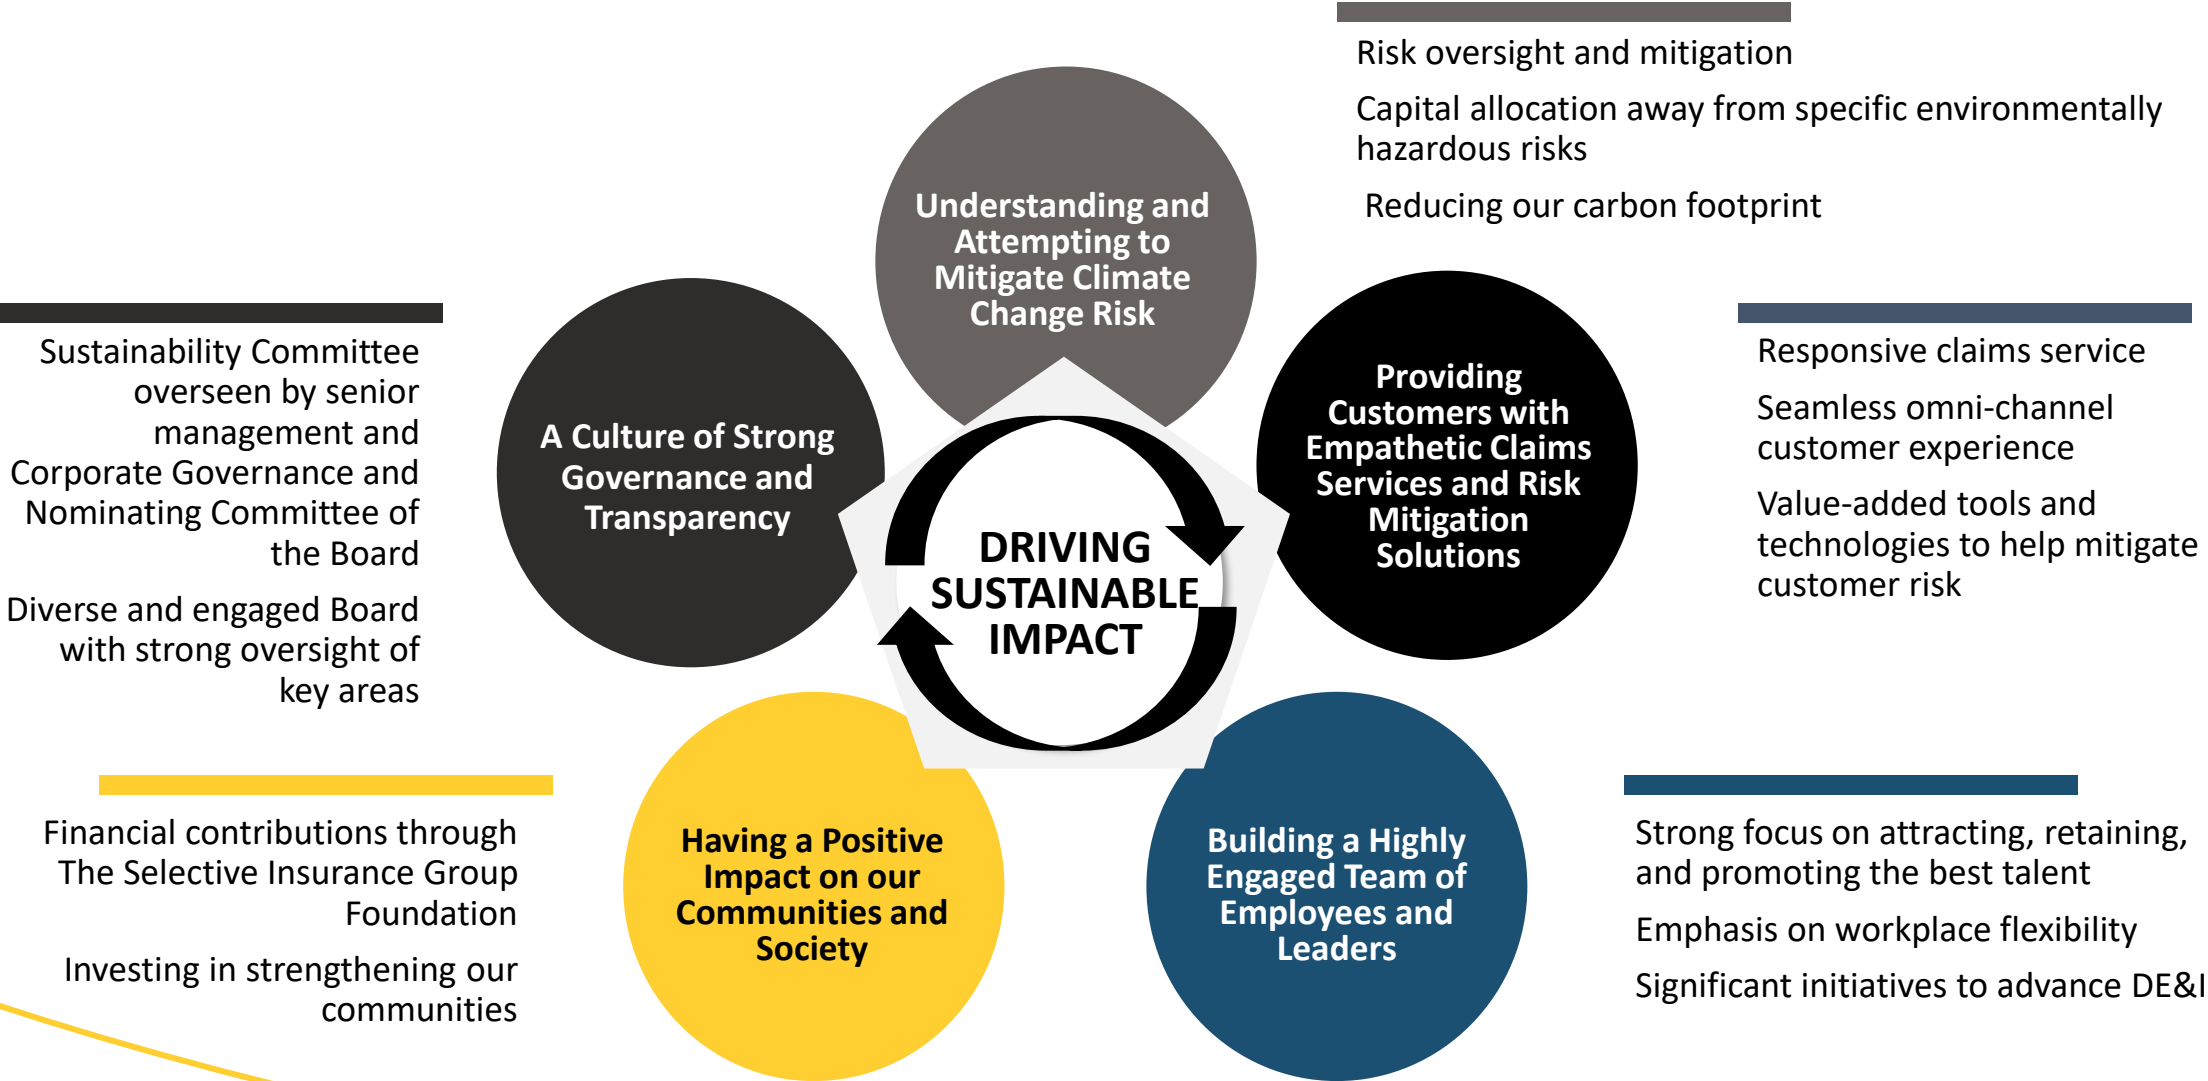 Risk oversight and mitigation
Capital allocation away from specific environmentally
hazardous risks
Reducing our carbon footprint
Understanding and
Attempting to
Mitigate Climate
Change Risk
Sustainability Committee
overseen by senior
management and
Corporate Governance and
Nominating Committee of
the Board
Diverse and engaged Board
with strong oversight of
key areas
A Culture of Strong
Governance and
Transparency
Providing
Customers with
Empathetic Claims
Services and Risk
Mitigation
Solutions
Responsive claims service
Seamless omni-channel
customer experience
Value-added tools and
technologies to help mitigate
customer risk
DRIVING
SUSTAINABLE
IMPACT
Financial contributions through
The Selective Insurance Group
Foundation
Investing in strengthening our
communities
Having a Positive
Impact on our
Communities and
Society
Building a Highly
Engaged Team of
Employees and
Leaders
Strong focus on attracting, retaining,
and promoting the best talent
Emphasis on workplace flexibility
Significant initiatives to advance DE&I